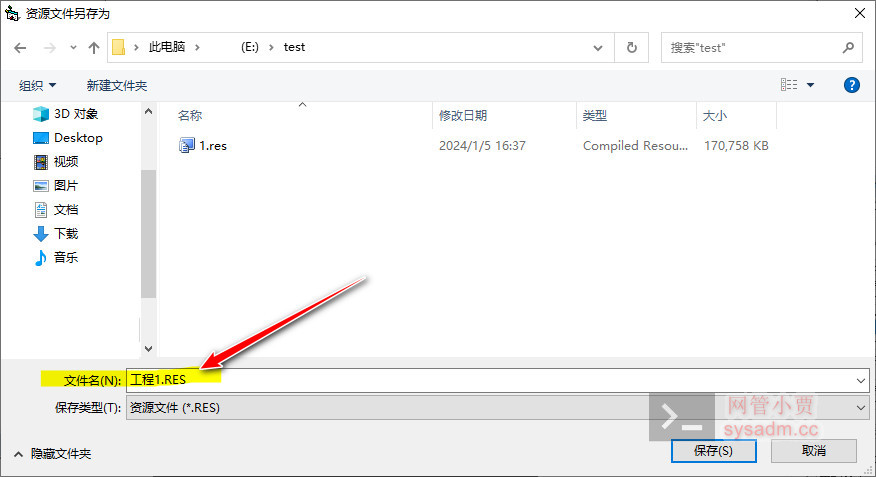 资源文件另存为
此电脑 (E:) test
搜索"test"
组织 新建文件夹
3D 对象
Desktop
视频
图片
文档
下载
音乐
名称 修改日期 类型 大小
1.res 2024/1/5 16:37 Compiled Resou... 170,758 KB
文件名(N): 工程1.RES
保存类型(T): 资源文件 (*.RES)
网管小贾
sysadm.cc
隐藏文件夹 保存(S) 取消